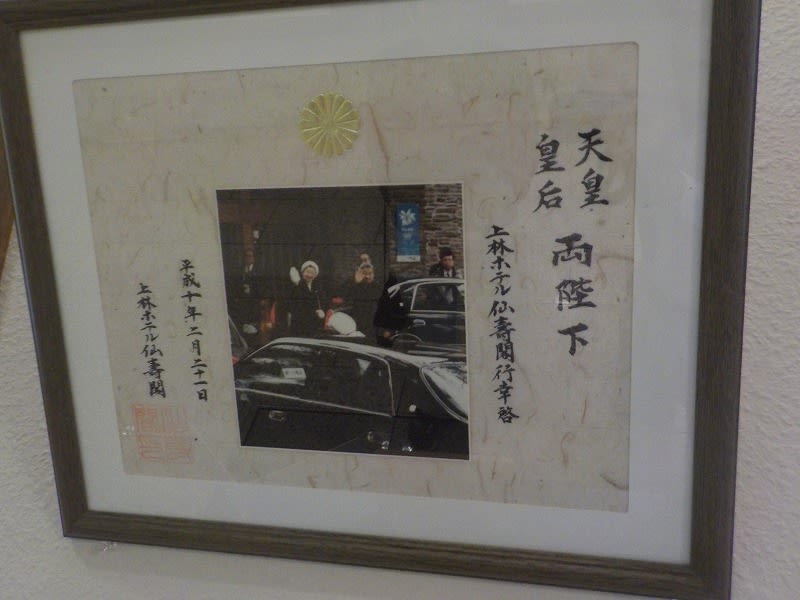 天皇
皇后
両陛下
上林ホテル仙壽閣行幸啓
平成十年二月二十一日
上林ホテル仙壽閣